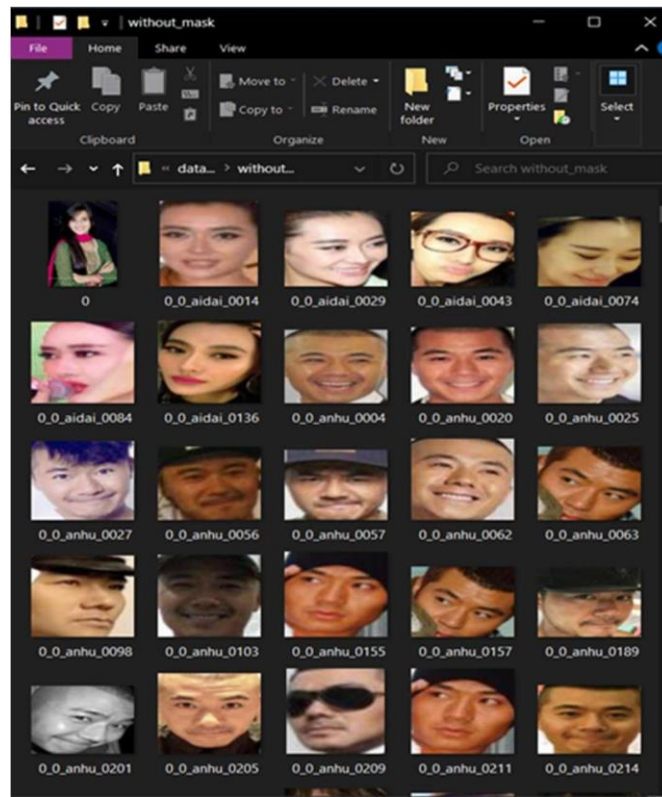 without_mask
File Home Share View
Pin to Quick access
Copy
Paste
Move to
Copy to
Delete
Rename
New folder
Properties
Select
Clipboard Organize New Open
data... without... Search without_mask
0 0_0_aidai_0014 0_0_aidai_0029 0_0_aidai_0043 0_0_aidai_0074
0_0_aidai_0084 0_0_aidai_0136 0_0_anhu_0004 0_0_anhu_0020 0_0_anhu_0025
0_0_anhu_0027 0_0_anhu_0056 0_0_anhu_0057 0_0_anhu_0062 0_0_anhu_0063
0_0_anhu_0098 0_0_anhu_0103 0_0_anhu_0155 0_0_anhu_0157 0_0_anhu_0189
0_0_anhu_0201 0_0_anhu_0205 0_0_anhu_0209 0_0_anhu_0211 0_0_anhu_0214